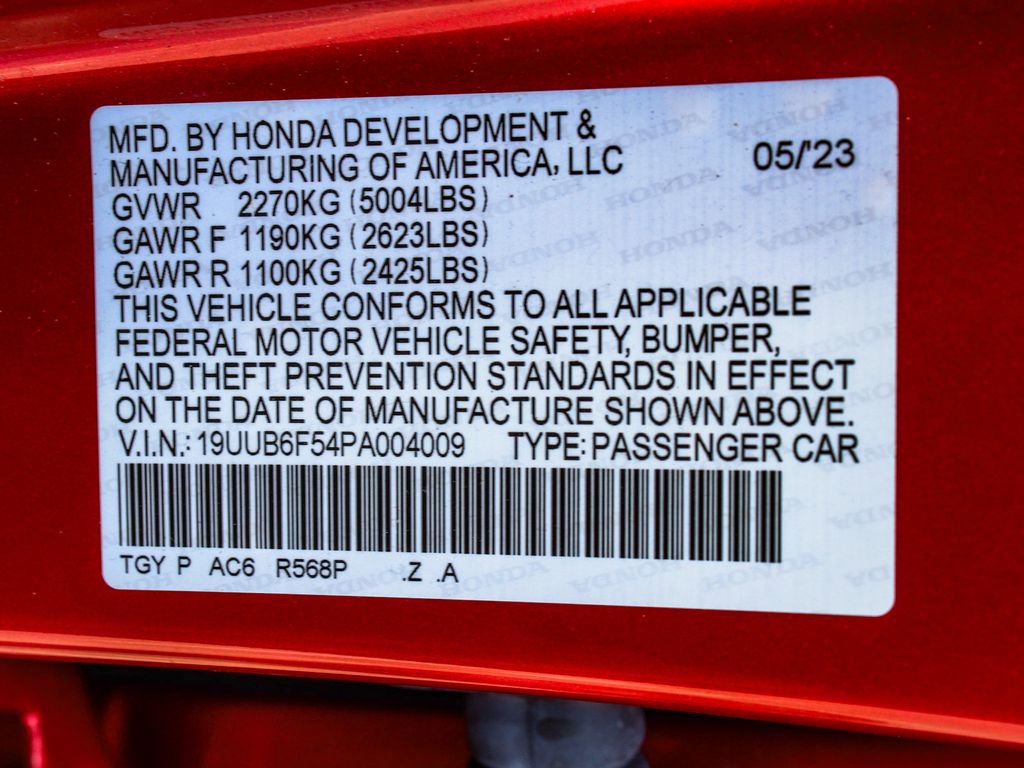 MFD. BY HONDA DEVELOPMENT &
MANUFACTURING OF AMERICA, LLC 05/'23
GVWR 2270KG (5004LBS)
GAWR F 1190KG (2623LBS)
GAWR R 1100KG (2425LBS)
THIS VEHICLE CONFORMS TO ALL APPLICABLE
FEDERAL MOTOR VEHICLE SAFETY, BUMPER,
AND THEFT PREVENTION STANDARDS IN EFFECT
ON THE DATE OF MANUFACTURE SHOWN ABOVE.
V.I.N.: 19UUB6F54PA004009 TYPE: PASSENGER CAR
TGY P AC6 R568P .Z .A